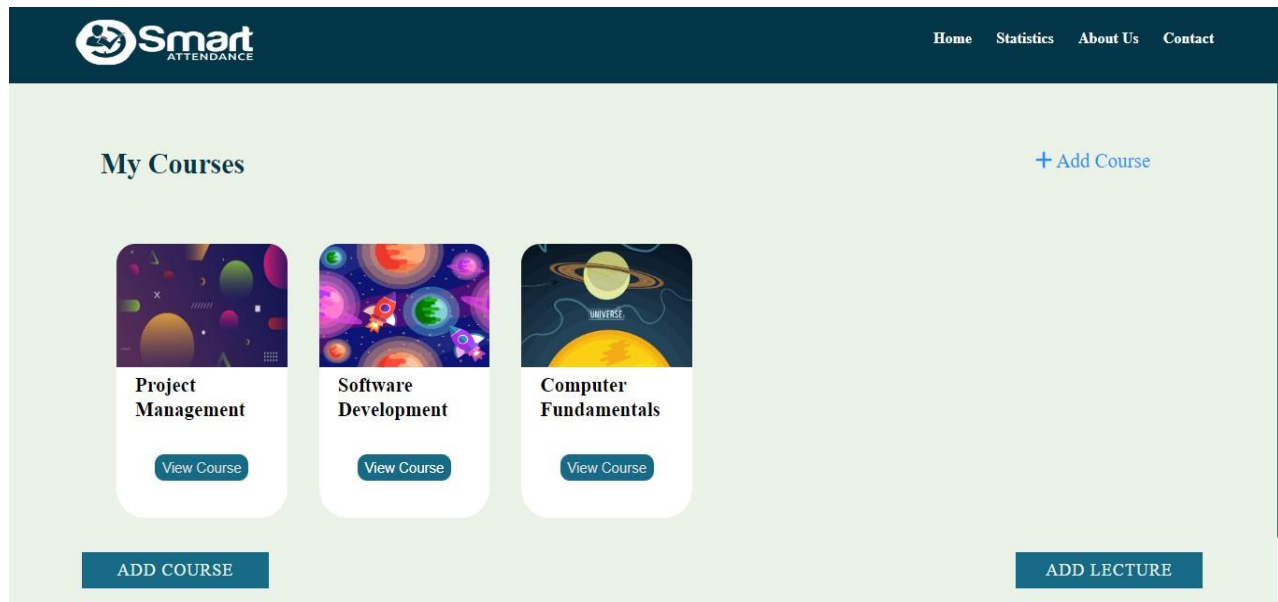 Smart
ATTENDANCE
Home Statistics About Us Contact
My Courses
+ Add Course
UNIVERSE
Project
Management
Software
Development
Computer
Fundamentals
View Course
View Course
View Course
ADD COURSE
ADD LECTURE